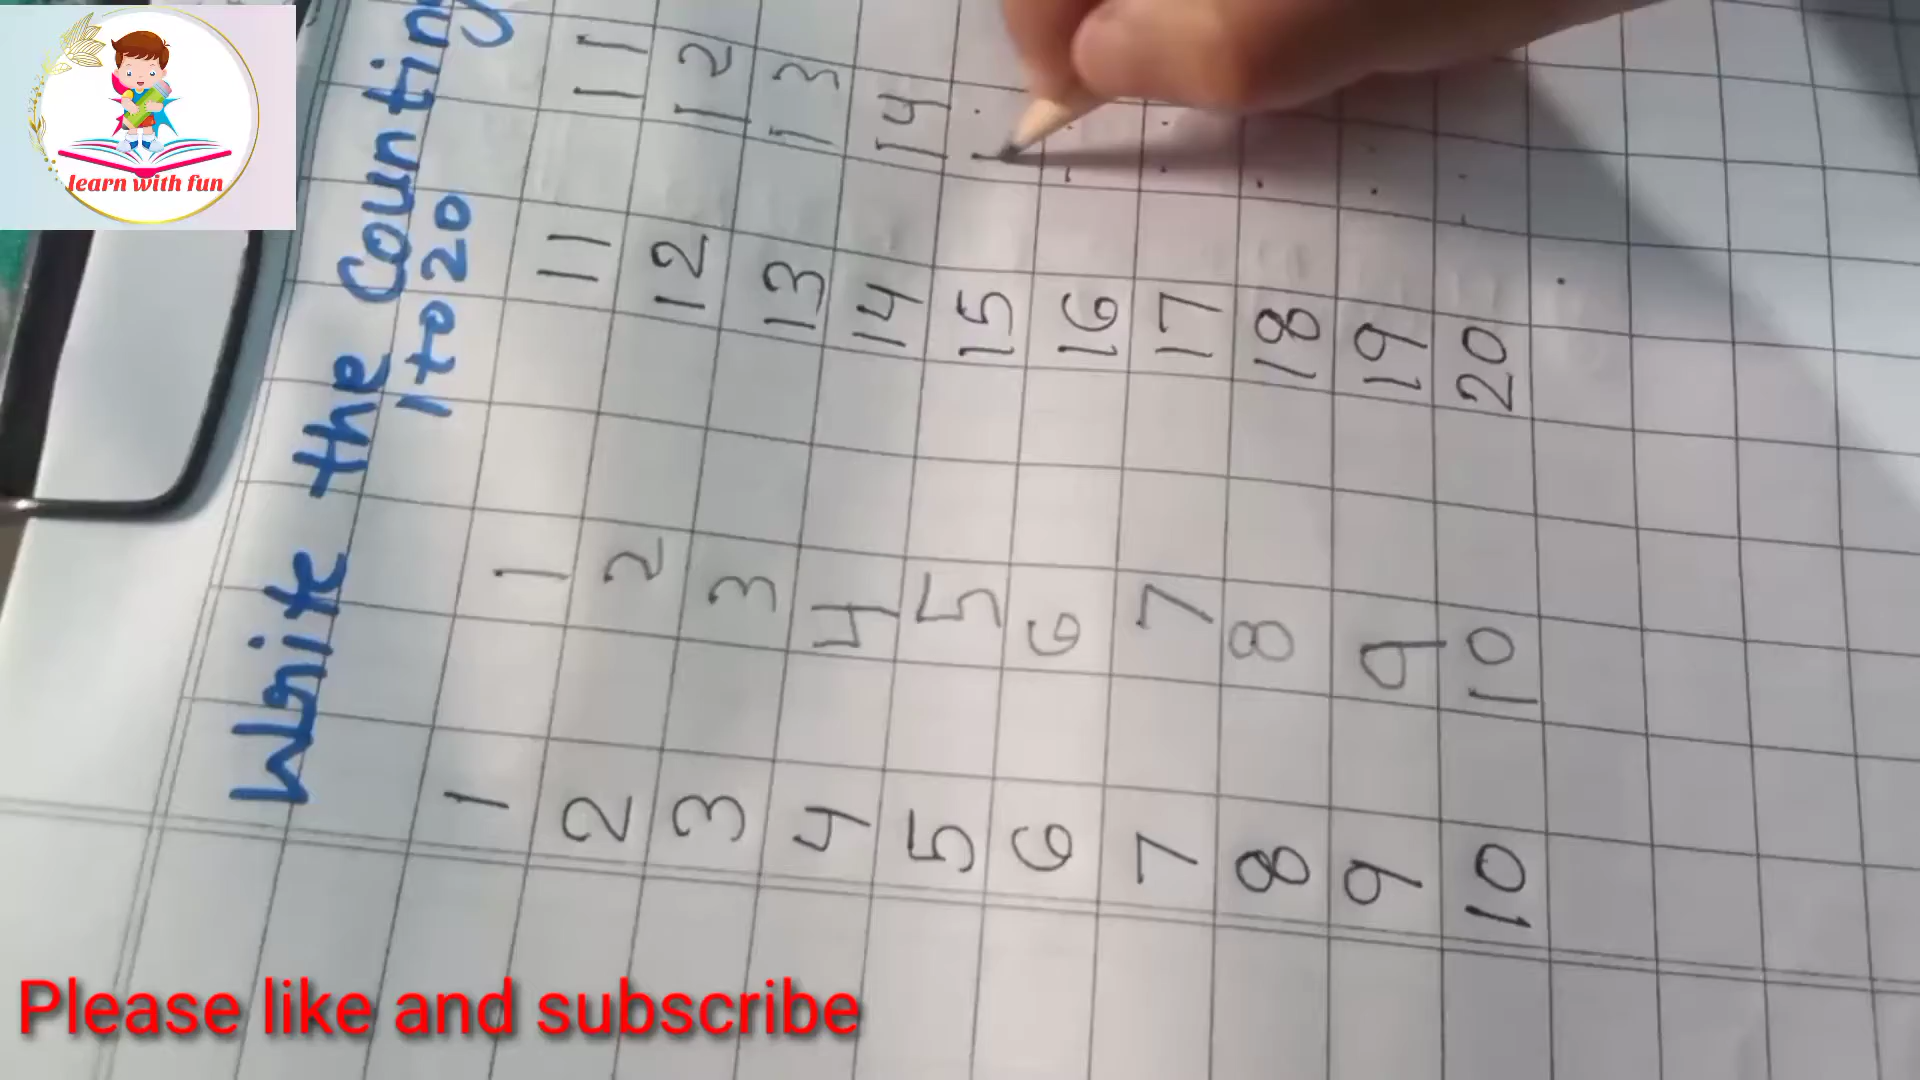 learn with fun
Write the Counting
1 to 20
1 1 11 11
2 2 12 12
3 3 13 13
4 4 14 14
5 5 15 1
6 6 16
7 7 17
8 8 18
9 9 19
10 10 20
Please like and subscribe